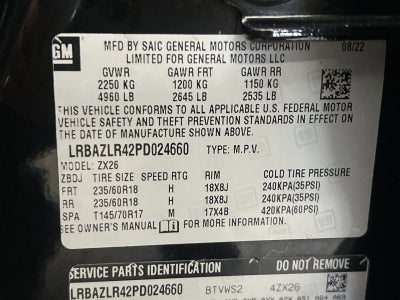 GM
MFD BY SAIC GENERAL MOTORS CORPORATION 08/22
LIMITED FOR GENERAL MOTORS LLC
GVWR GAWR FRT GAWR RR
2250 KG 1200 KG 1150 KG
4960 LB 2645 LB 2535 LB
THIS VEHICLE CONFORMS TO ALL APPLICABLE U.S. FEDERAL MOTOR
VEHICLE SAFETY AND THEFT PREVENTION STANDARDS IN EFFECT ON
THE DATE OF MANUFACTURE SHOWN ABOVE.
LRBAZLR42PD024660 TYPE: M.P.V.
MODEL: ZX26
ZBDJ TIRE SIZE SPEED RTG RIM COLD TIRE PRESSURE
FRT 235/60R18 H 18X8J 240KPA(35PSI)
RR 235/60R18 H 18X8J 240KPA(35PSI)
SPA T145/70R17 M 17X4B 420KPA(60PSI)
SEE OWNER'S MANUAL FOR MORE INFORMATION.
SERVICE PARTS IDENTIFICATION DO NOT REMOVE
LRBAZLR42PD024660 BTVWS2 4ZX26